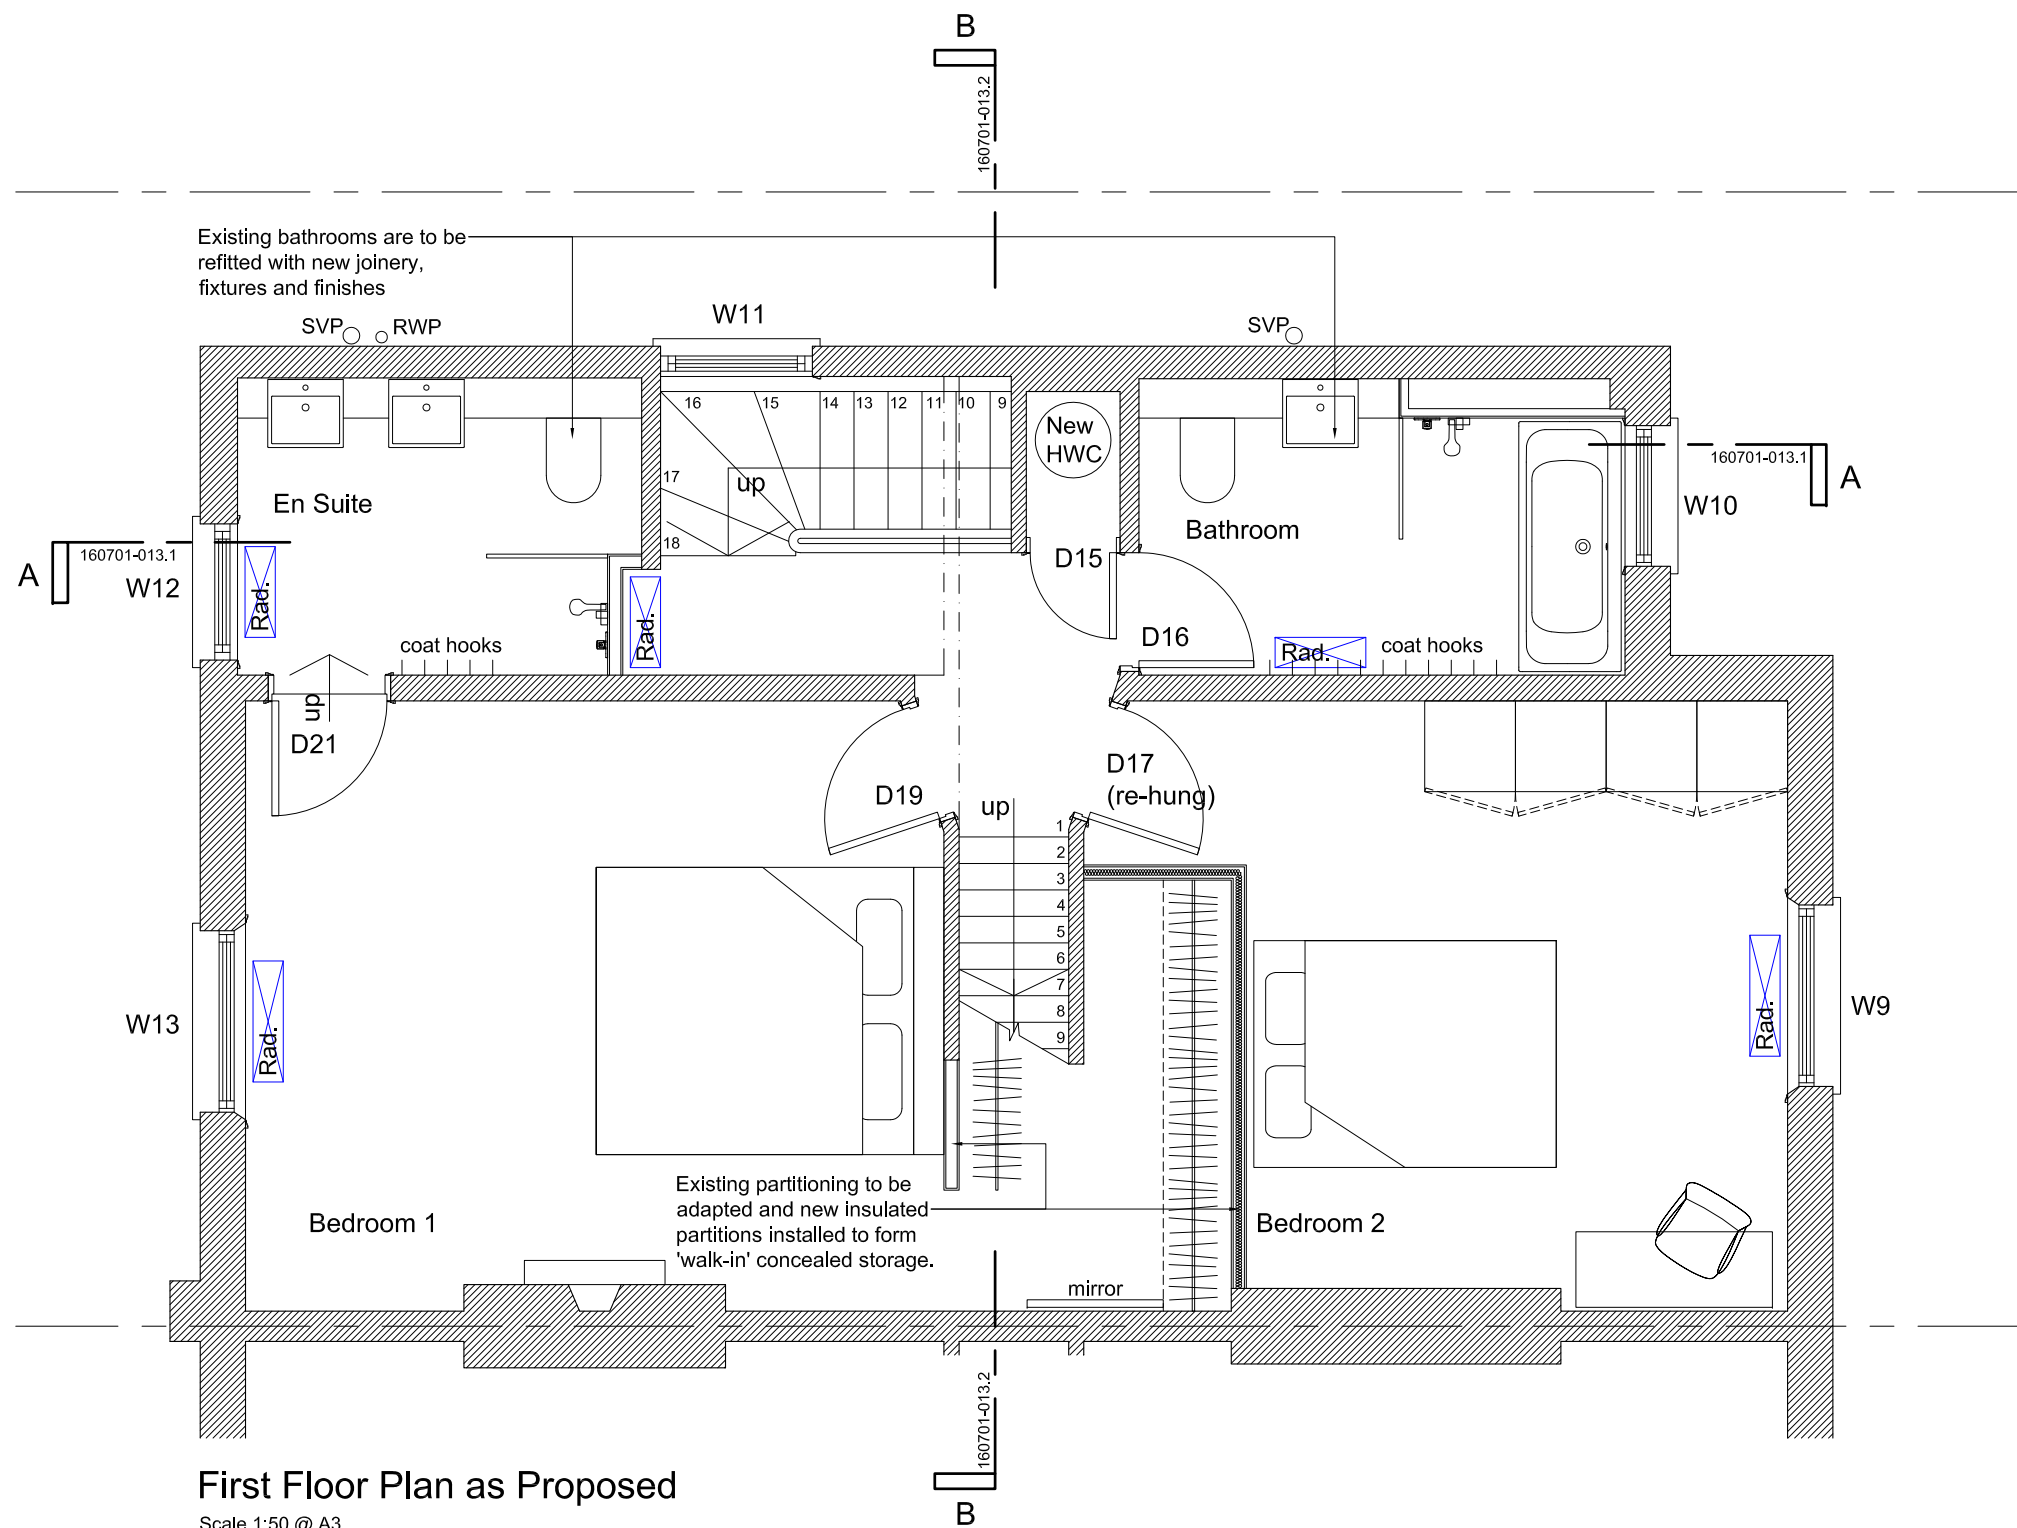 B
160701-013.2
Existing bathrooms are to be
refitted with new joinery,
fixtures and finishes
SVP
RWP
W11
SVP
16
15
14
13
12
11
10
9
17
18
up
New
HWC
En Suite
Bathroom
160701-013.1
A
W10
A
160701-013.1
W12
Rad.
Rad.
coat hooks
D15
D16
Rad.
coat hooks
up
D21
D19
up
D17
(re-hung)
1
2
3
4
5
6
7
8
9
W13
Rad.
Rad.
W9
Existing partitioning to be
adapted and new insulated
partitions installed to form
'walk-in' concealed storage.
Bedroom 1
Bedroom 2
mirror
160701-013.2
B
First Floor Plan as Proposed
Scale 1:50 @ A3